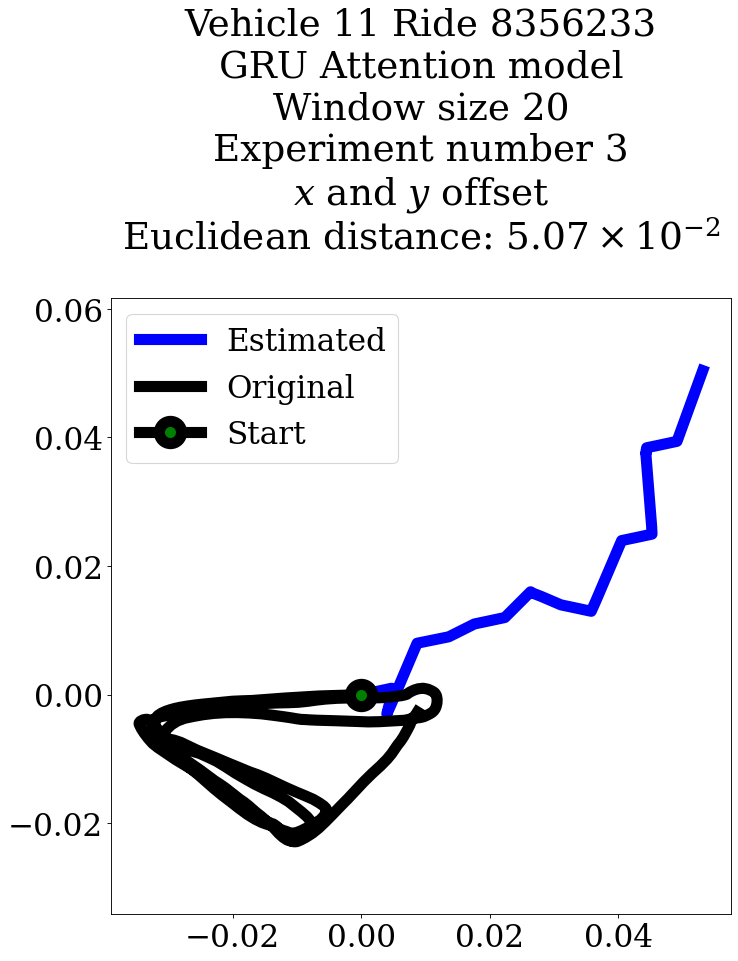 Vehicle 11 Ride 8356233
GRU Attention model
Window size 20
Experiment number 3
x and y offset
Euclidean distance: 5.07 × 10⁻²
0.06
0.04
0.02
0.00
−0.02
Estimated
Original
Start
−0.02 0.00 0.02 0.04